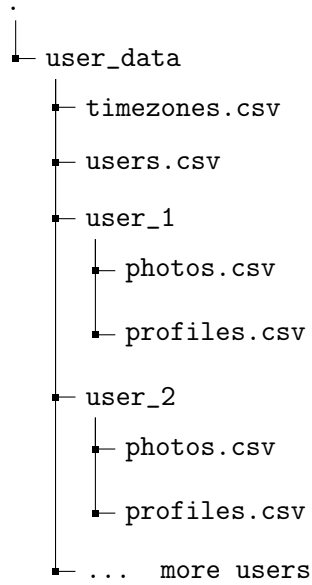 .
user_data
timezones.csv
users.csv
user_1
photos.csv
profiles.csv
user_2
photos.csv
profiles.csv
... more users